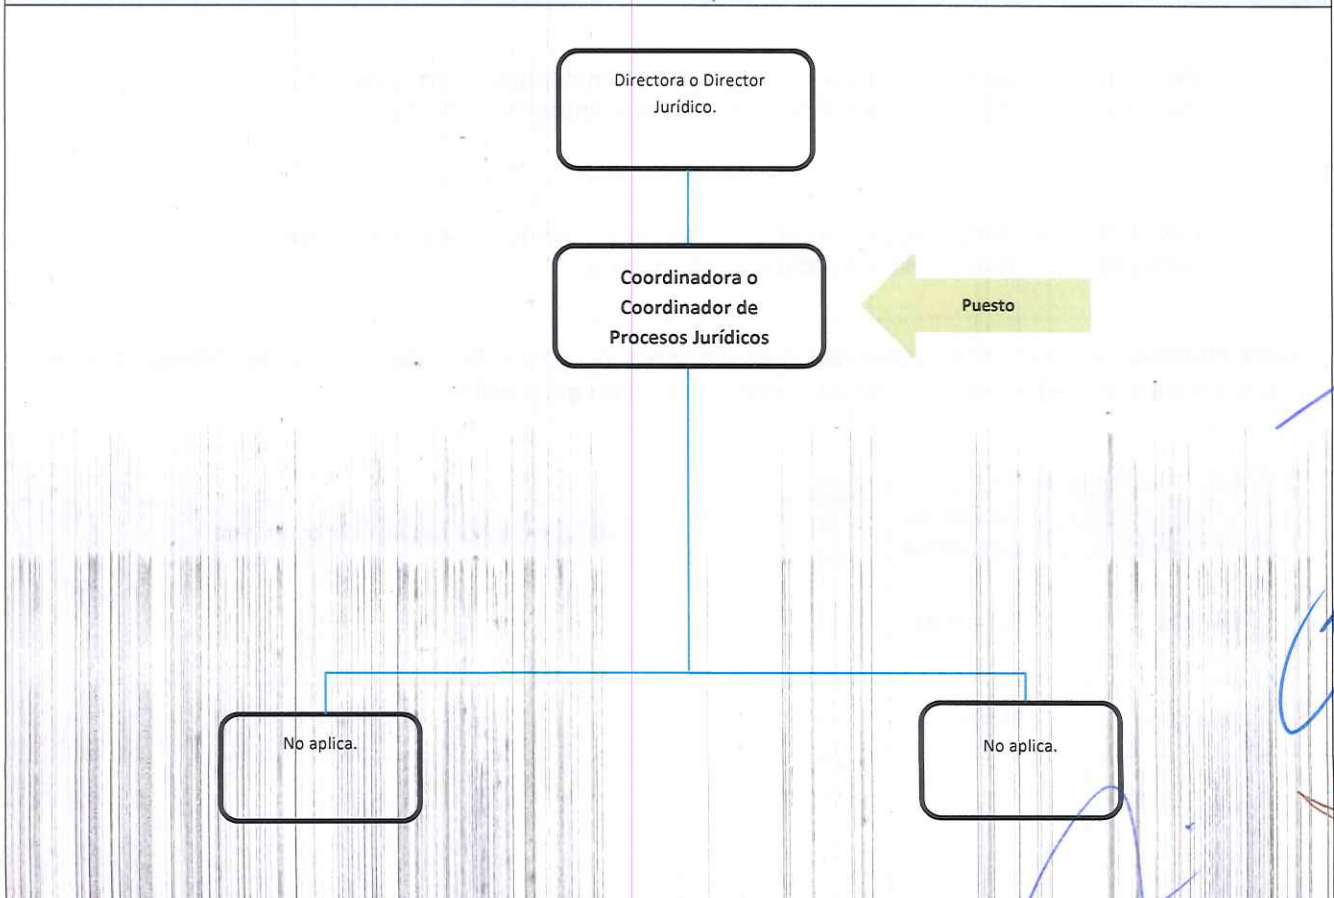 Directora o Director
Jurídico.
Coordinadora o
Coordinador de
Procesos Jurídicos
Puesto
No aplica.
No aplica.